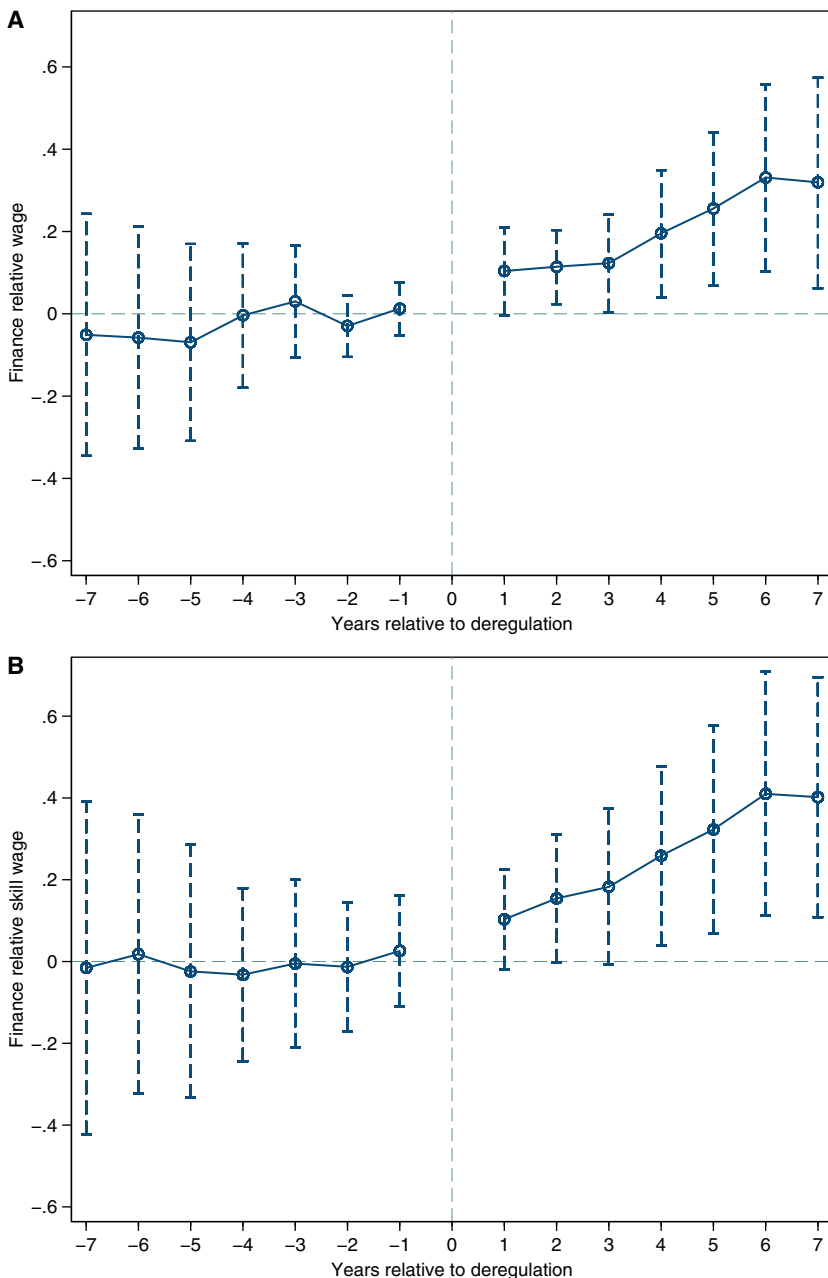 A
Finance relative wage
.6
.4
.2
0
−.2
−.4
−.6
−7 −6 −5 −4 −3 −2 −1 0 1 2 3 4 5 6 7
Years relative to deregulation
B
Finance relative skill wage
.6
.4
.2
0
−.2
−.4
−.6
−7 −6 −5 −4 −3 −2 −1 0 1 2 3 4 5 6 7
Years relative to deregulation